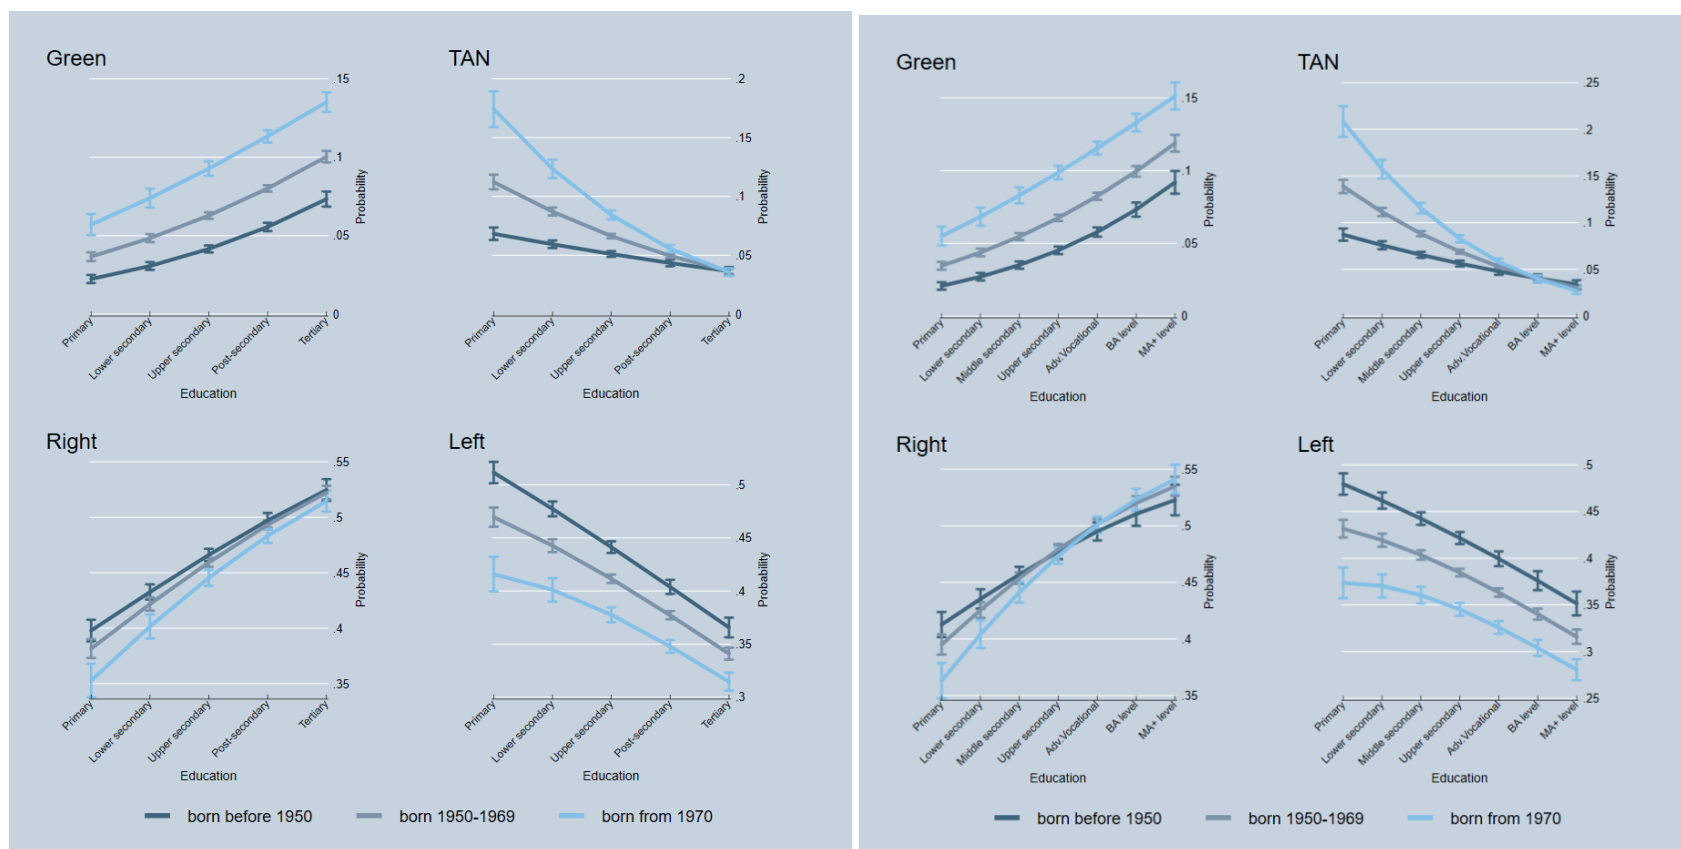 Green
.15
.1
.05
0
Probability
Primary
Lower secondary
Upper secondary
Post-secondary
Tertiary
Education
TAN
.2
.15
.1
.05
0
Probability
Primary
Lower secondary
Upper secondary
Post-secondary
Tertiary
Education
Right
.55
.5
.45
.4
.35
Probability
Primary
Lower secondary
Upper secondary
Post-secondary
Tertiary
Education
Left
.5
.45
.4
.35
.3
Probability
Primary
Lower secondary
Upper secondary
Post-secondary
Tertiary
Education
born before 1950
born 1950-1969
born from 1970
Green
.15
.1
.05
0
Probability
Primary
Lower secondary
Middle secondary
Upper secondary
Adv.Vocational
BA level
MA+ level
Education
TAN
.25
.2
.15
.1
.05
0
Probability
Primary
Lower secondary
Middle secondary
Upper secondary
Adv.Vocational
BA level
MA+ level
Education
Right
.55
.5
.45
.4
.35
Probability
Primary
Lower secondary
Middle secondary
Upper secondary
Adv.Vocational
BA level
MA+ level
Education
Left
.5
.45
.4
.35
.3
.25
Probability
Primary
Lower secondary
Middle secondary
Upper secondary
Adv.Vocational
BA level
MA+ level
Education
born before 1950
born 1950-1969
born from 1970